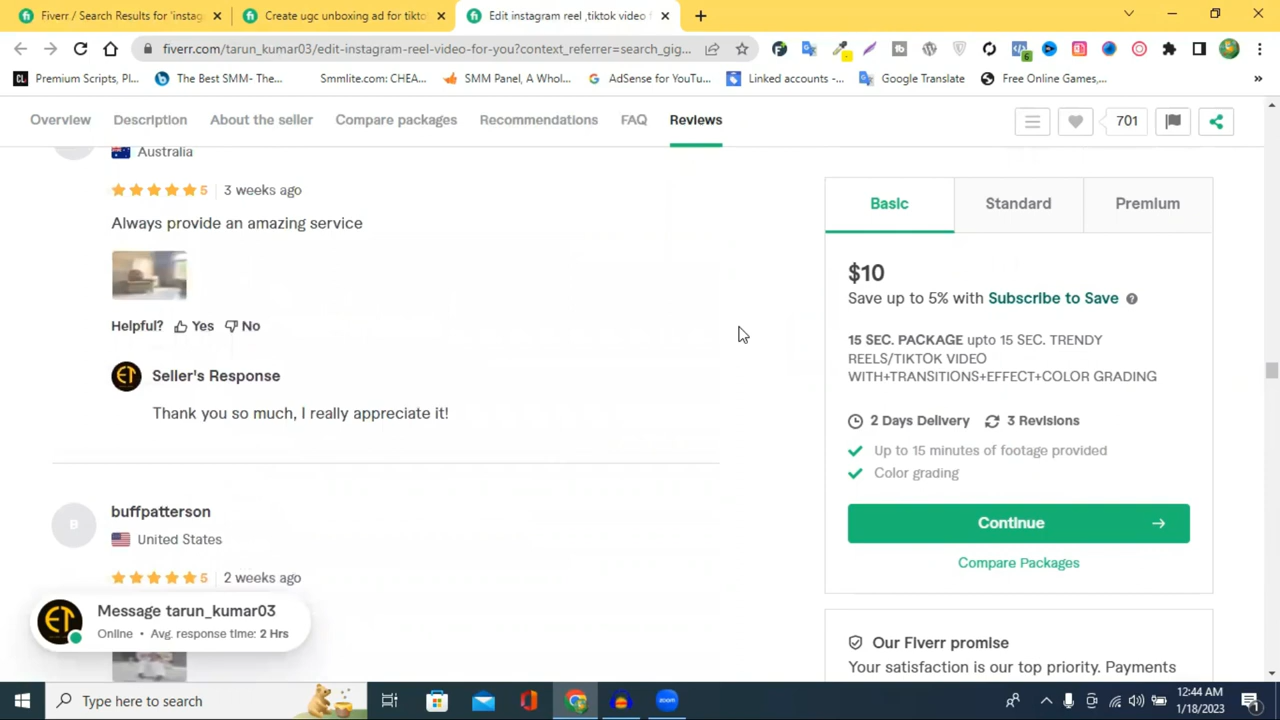 Fiverr / Search Results for 'instag
Create ugc unboxing ad for tikto
Edit instagram reel ,tiktok video f
fiverr.com/tarun_kumar03/edit-instagram-reel-video-for-you?context_referrer=search_gig...
Premium Scripts, Pl...
The Best SMM- The...
Smmlite.com: CHEA...
SMM Panel, A Whol...
AdSense for YouTu...
Linked accounts -...
Google Translate
Free Online Games,...
»
Overview
Description
About the seller
Compare packages
Recommendations
FAQ
Reviews
701
Australia
5 | 3 weeks ago
Always provide an amazing service
Helpful? Yes No
Seller's Response
Thank you so much, I really appreciate it!
B
buffpatterson
United States
5 | 2 weeks ago
Message tarun_kumar03
Online • Avg. response time: 2 Hrs
Basic
Standard
Premium
$10
Save up to 5% with Subscribe to Save
15 SEC. PACKAGE upto 15 SEC. TRENDY
REELS/TIKTOK VIDEO
WITH+TRANSITIONS+EFFECT+COLOR GRADING
2 Days Delivery 3 Revisions
Up to 15 minutes of footage provided
Color grading
Continue
Compare Packages
Our Fiverr promise
Your satisfaction is our top priority. Payments
Type here to search
12:44 AM
1/18/2023